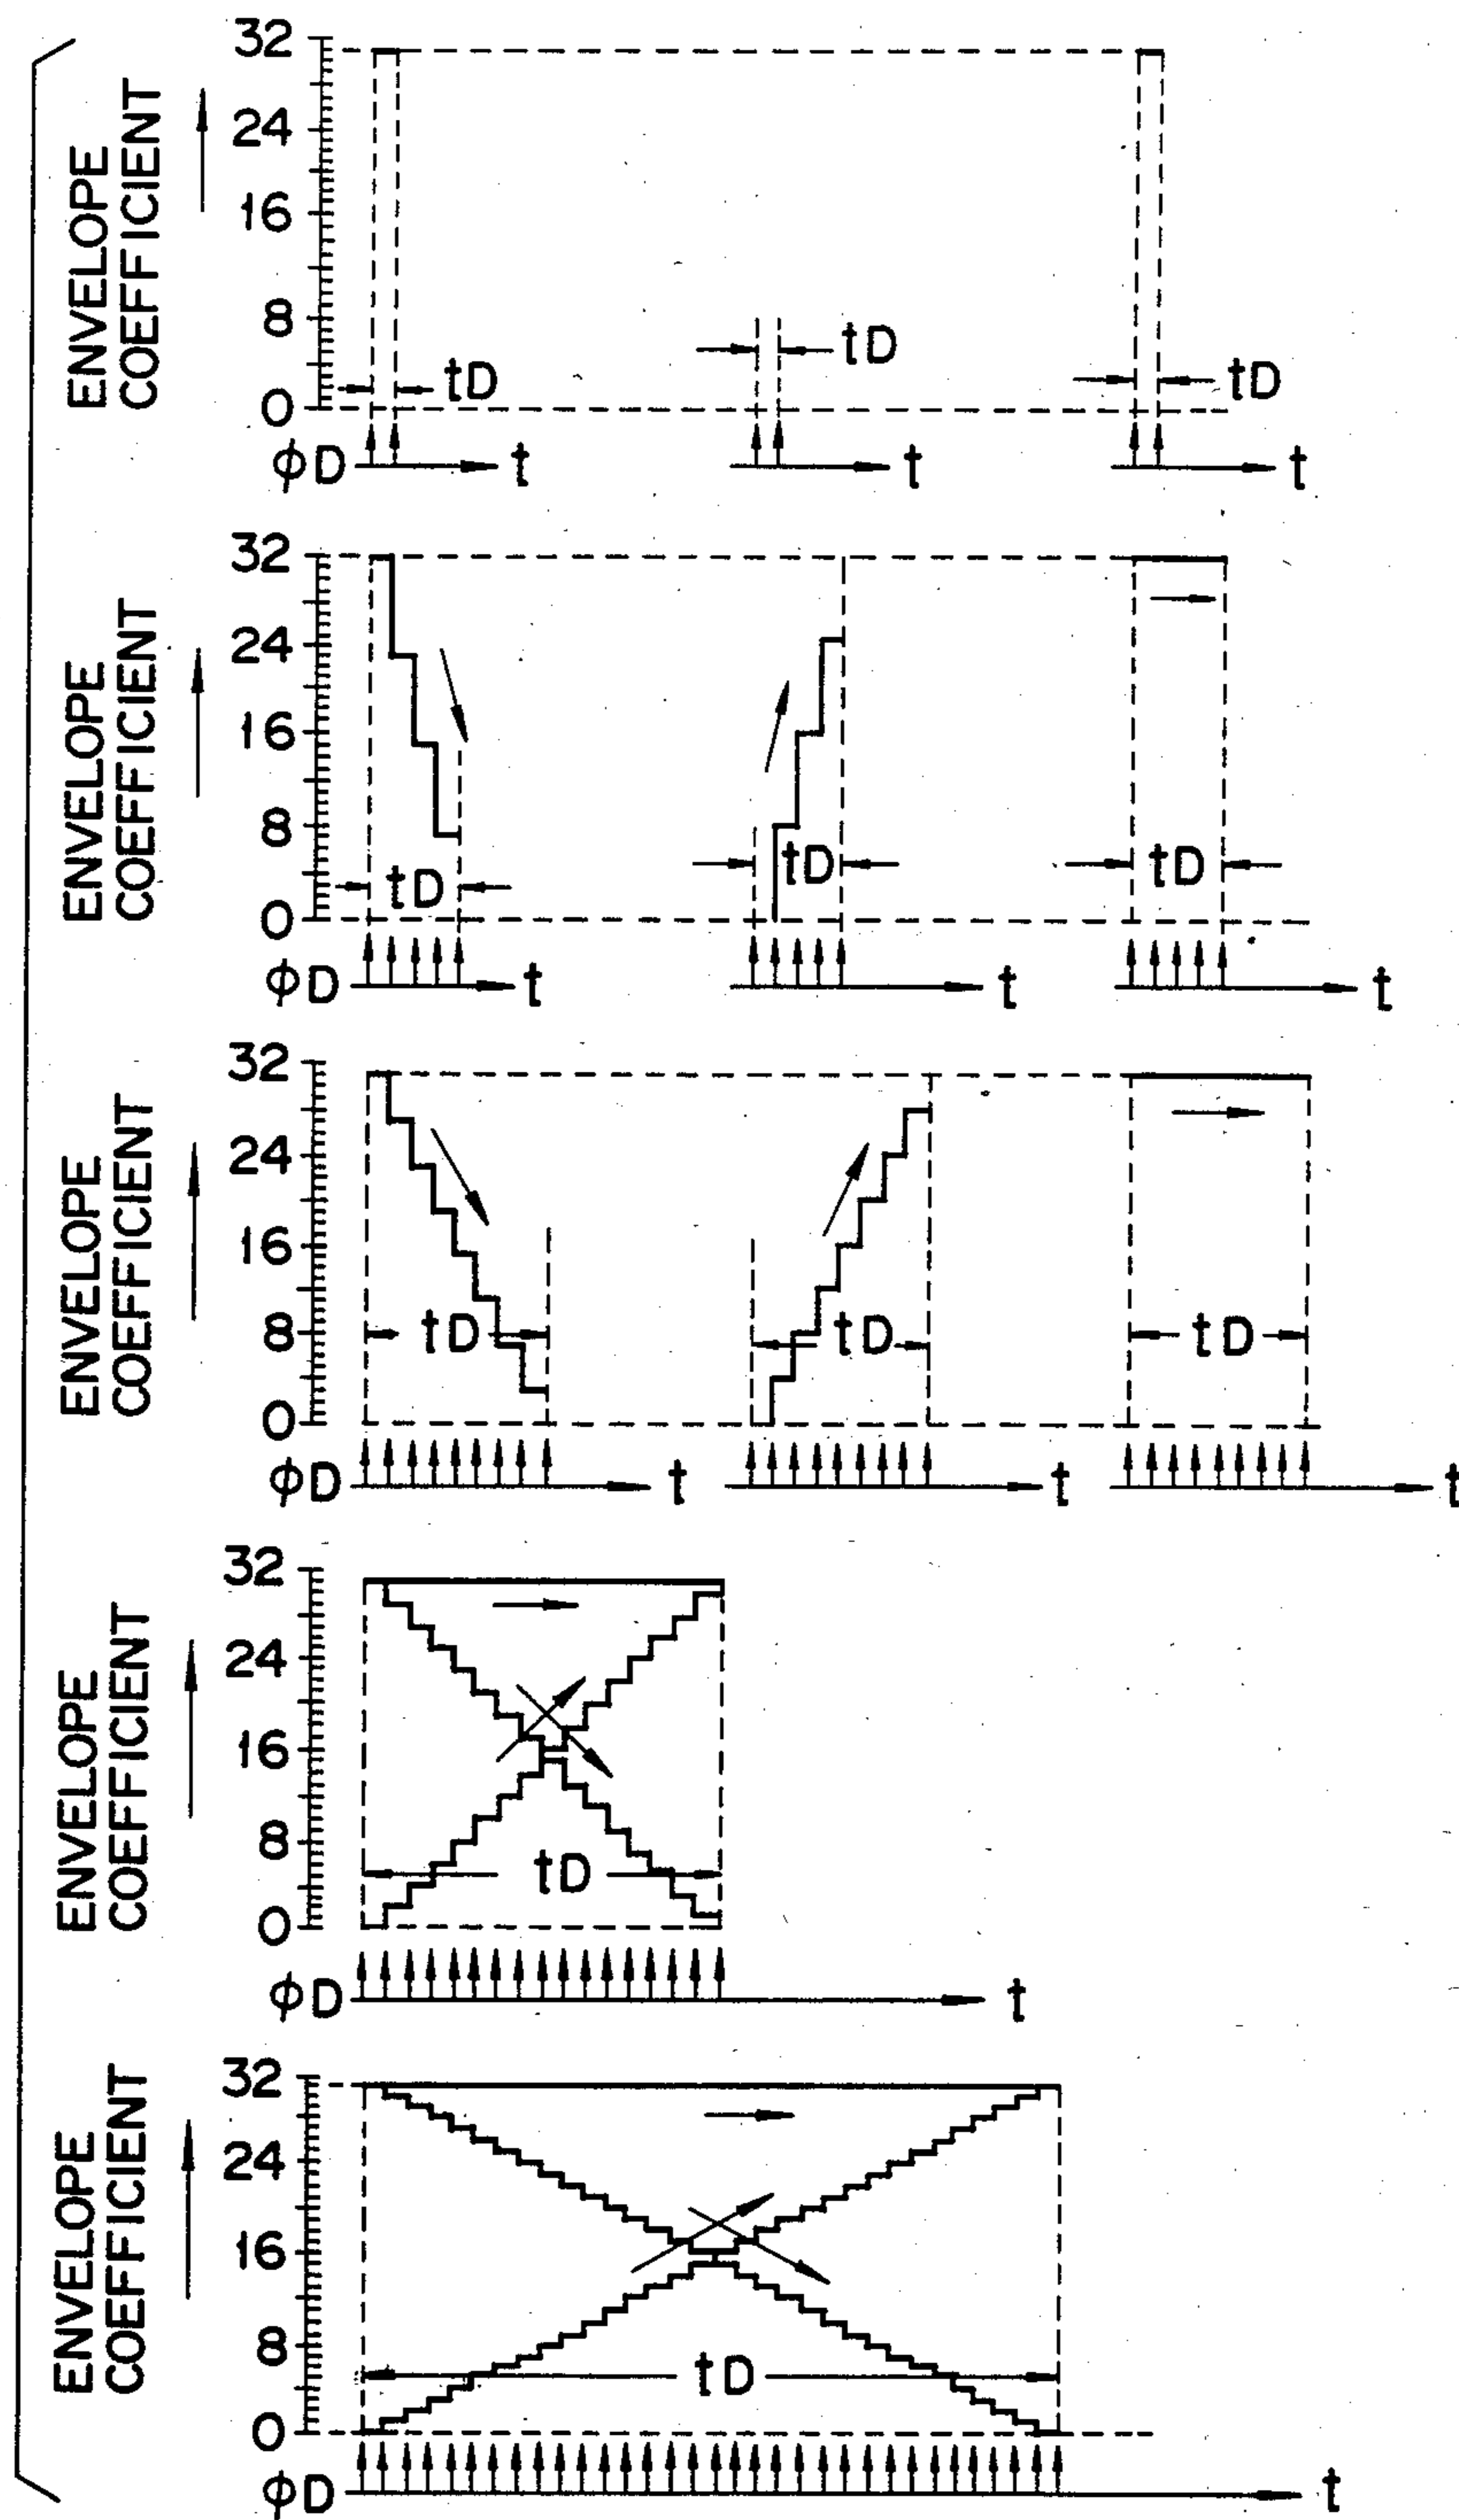 ENVELOPE
COEFFICIENT
32
24
16
8
0
tD
tD
tD
ϕD
t
t
t
ENVELOPE
COEFFICIENT
32
24
16
8
0
tD
tD
tD
ϕD
t
t
t
ENVELOPE
COEFFICIENT
32
24
16
8
0
tD
tD
tD
ϕD
t
t
t
ENVELOPE
COEFFICIENT
32
24
16
8
0
tD
ϕD
t
ENVELOPE
COEFFICIENT
32
24
16
8
0
tD
ϕD
t